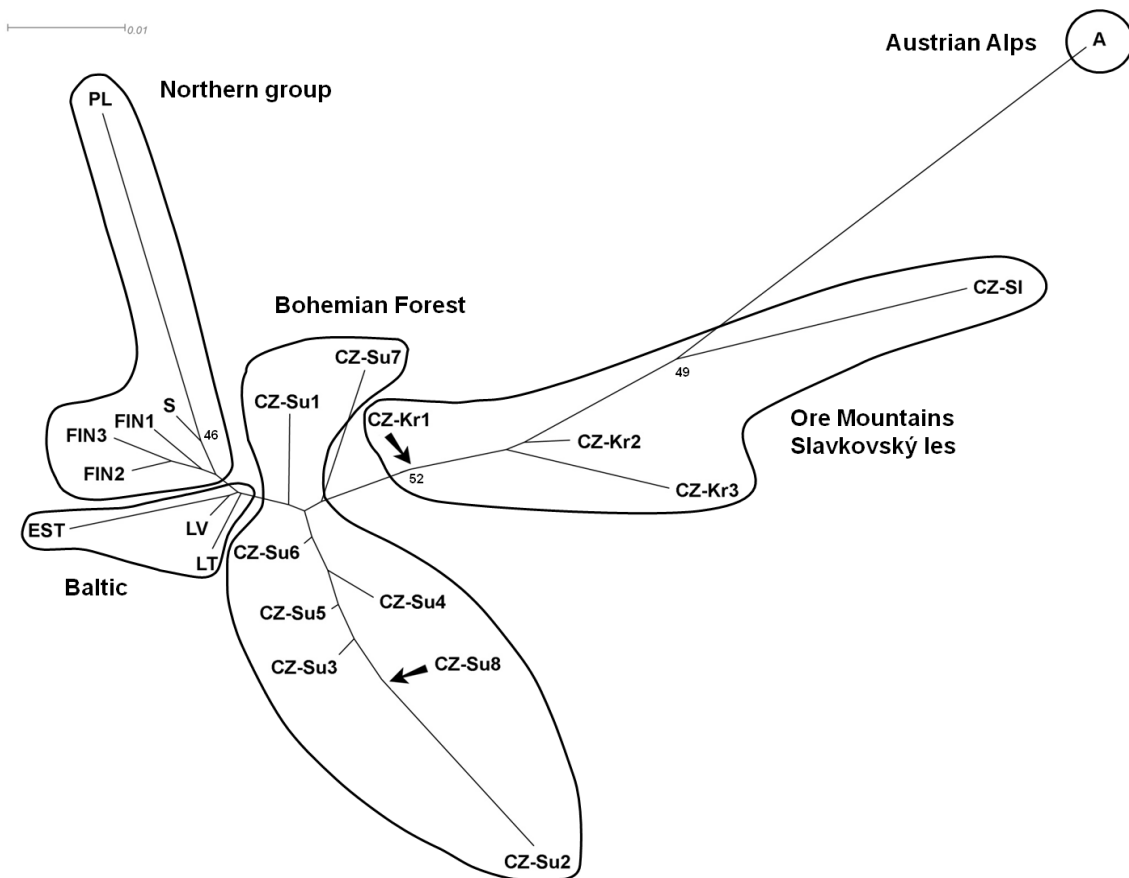 0.01
Austrian Alps
A
Northern group
PL
Bohemian Forest
CZ-Sl
CZ-Su7
CZ-Su1
S
CZ-Kr1
FIN1
FIN3
46
49
Ore Mountains
Slavkovský les
CZ-Kr2
FIN2
52
CZ-Kr3
EST
LV
LT
CZ-Su6
Baltic
CZ-Su4
CZ-Su5
CZ-Su3
CZ-Su8
CZ-Su2